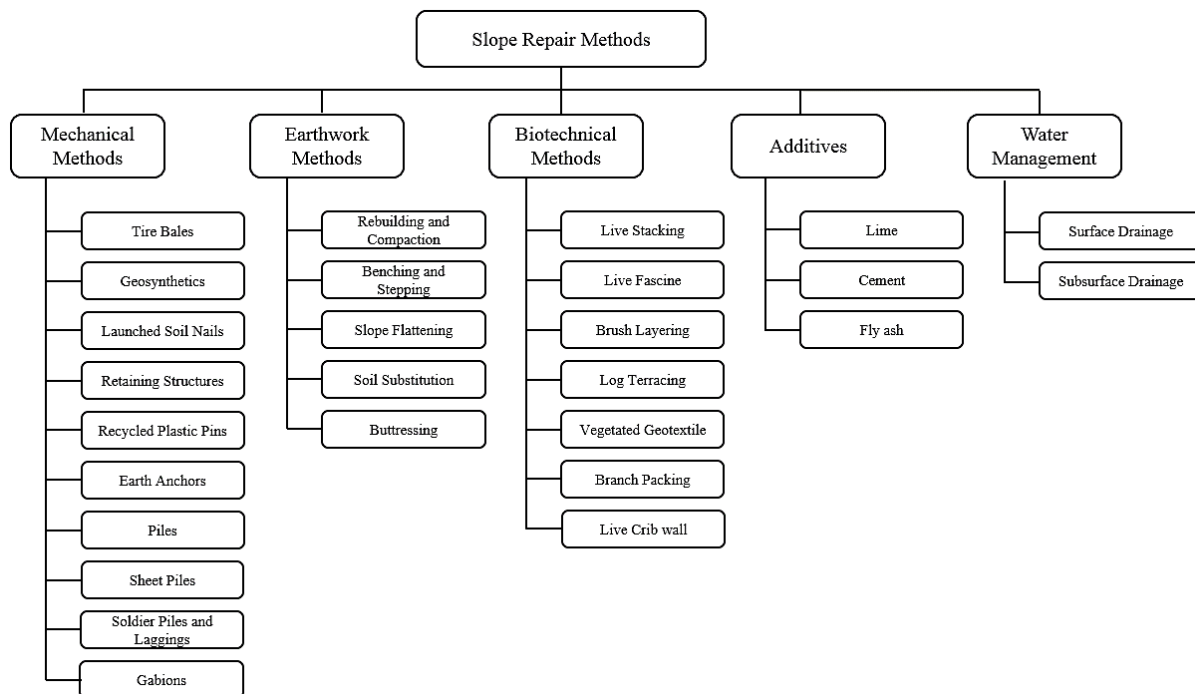 Slope Repair Methods
Mechanical
Methods
Tire Bales
Geosynthetics
Launched Soil Nails
Retaining Structures
Recycled Plastic Pins
Earth Anchors
Piles
Sheet Piles
Soldier Piles and
Laggings
Gabions
Earthwork
Methods
Rebuilding and
Compaction
Benching and
Stepping
Slope Flattening
Soil Substitution
Buttressing
Biotechnical
Methods
Live Stacking
Live Fascine
Brush Layering
Log Terracing
Vegetated Geotextile
Branch Packing
Live Crib wall
Additives
Lime
Cement
Fly ash
Water
Management
Surface Drainage
Subsurface Drainage